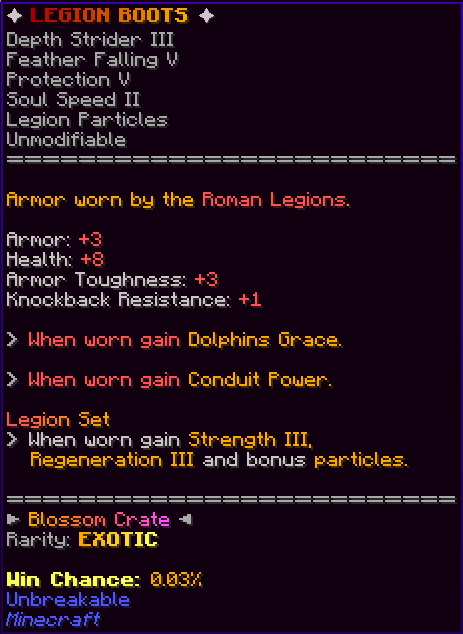 ✦ LEGION BOOTS ✦
Depth Strider III
Feather Falling V
Protection V
Soul Speed II
Legion Particles
Unmodifiable
============================
Armor worn by the Roman Legions.
Armor: +3
Health: +8
Armor Toughness: +3
Knockback Resistance: +1
> When worn gain Dolphins Grace.
> When worn gain Conduit Power.
Legion Set
> When worn gain Strength III,
Regeneration III and bonus particles.
============================
► Blossom Crate ◄
Rarity: EXOTIC
Win Chance: 0.03%
Unbreakable
Minecraft